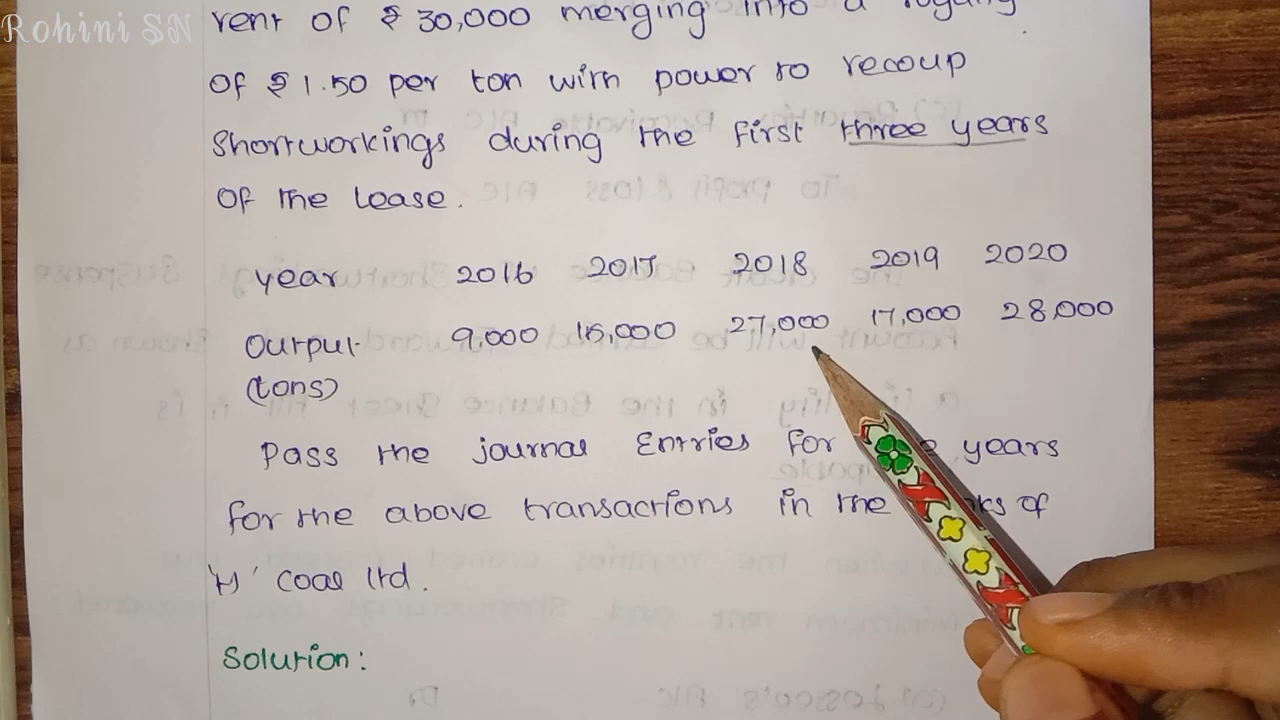 Rohini SN
rent of $ 30,000 merging into a royalty
of $ 1.50 per ton with power to recoup
Shortworkings during the first three years
Of the lease.
year 2016 2017 2018 2019 2020
Output 9,000 15,000 27,000 17,000 28,000
(tons)
Pass the journal Entries for years
for the above transactions in the of
'H' Coal ltd.
Solution: